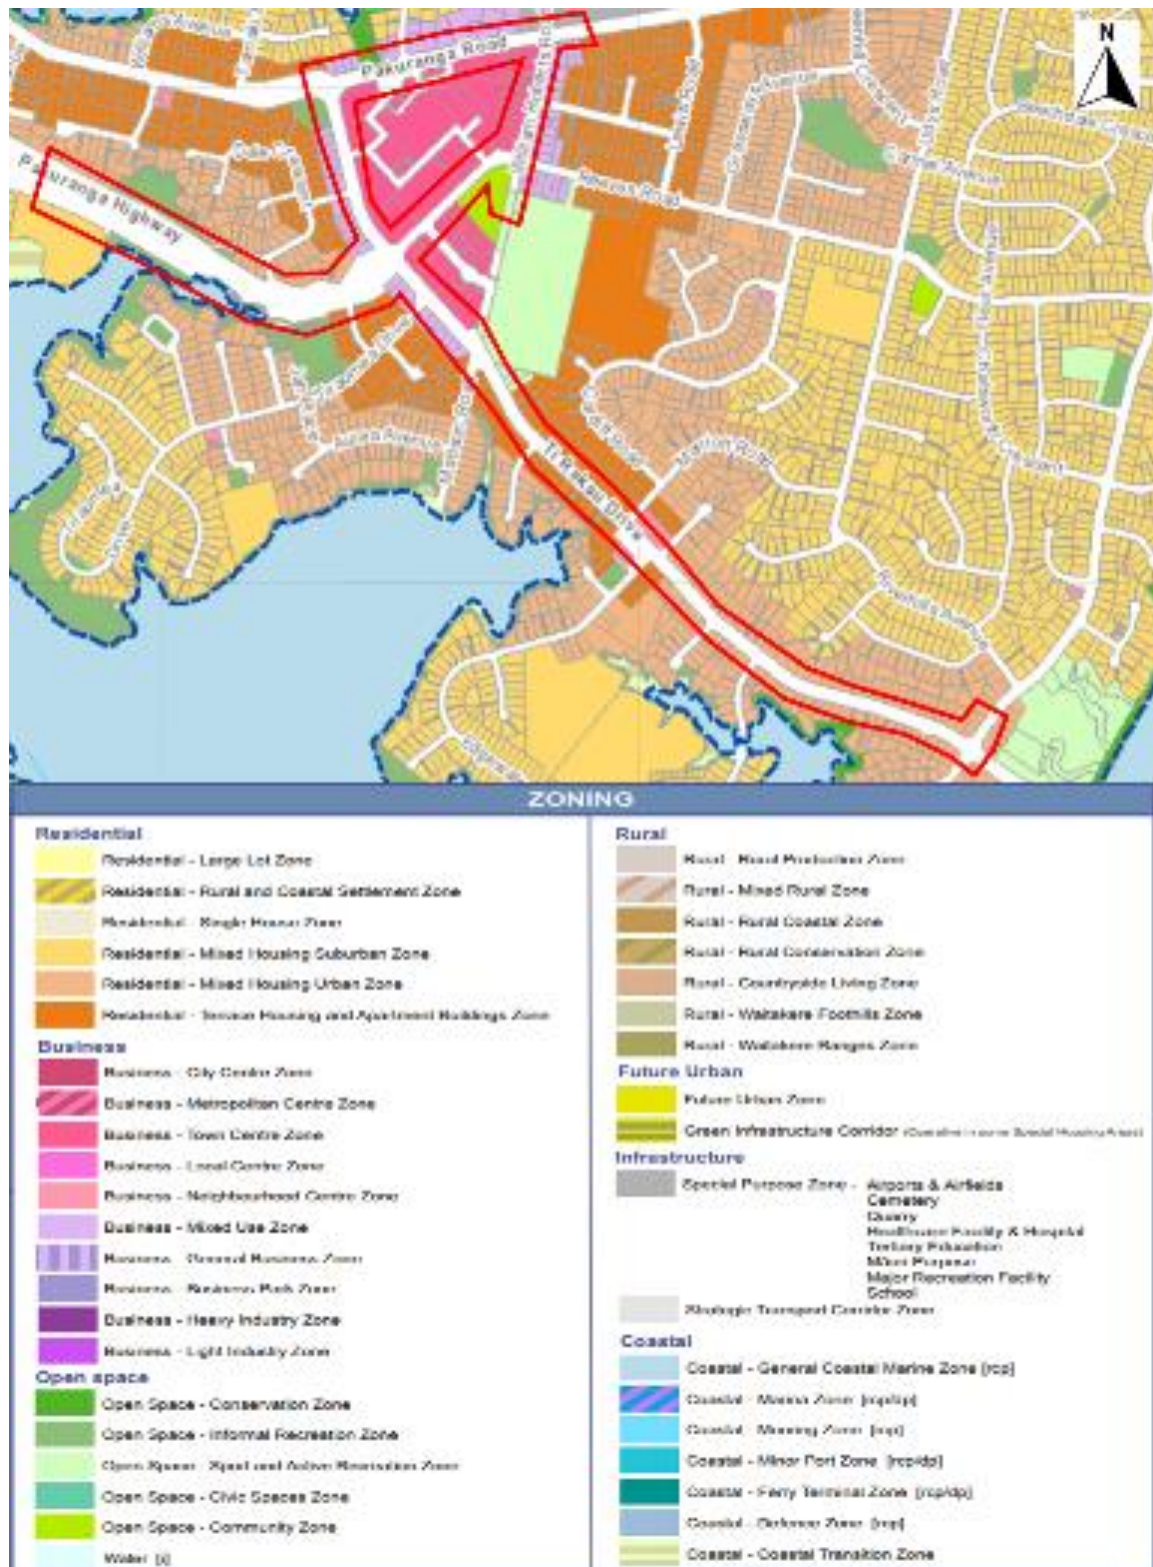 N
Pakuranga Road
Pakuranga Highway
Reeves Road
Ti Rakau Drive
ZONING
Residential
Residential - Large Lot Zone
Residential - Rural and Coastal Settlement Zone
Residential - Single House Zone
Residential - Mixed Housing Suburban Zone
Residential - Mixed Housing Urban Zone
Residential - Terrace Housing and Apartment Buildings Zone
Business
Business - City Centre Zone
Business - Metropolitan Centre Zone
Business - Town Centre Zone
Business - Local Centre Zone
Business - Neighbourhood Centre Zone
Business - Mixed Use Zone
Business - General Business Zone
Business - Business Park Zone
Business - Heavy Industry Zone
Business - Light Industry Zone
Open space
Open Space - Conservation Zone
Open Space - Informal Recreation Zone
Open Space - Sport and Active Recreation Zone
Open Space - Civic Spaces Zone
Open Space - Community Zone
Water [i]
Rural
Rural - Rural Production Zone
Rural - Mixed Rural Zone
Rural - Rural Coastal Zone
Rural - Rural Conservation Zone
Rural - Countryside Living Zone
Rural - Waitakere Foothills Zone
Rural - Waitakere Ranges Zone
Future Urban
Future Urban Zone
Green Infrastructure Corridor (Operative in some Special Housing Areas)
Infrastructure
Special Purpose Zone - Airports & Airfields
Cemetery
Quarry
Healthcare Facility & Hospital
Tertiary Education
Māori Purpose
Major Recreation Facility
School
Strategic Transport Corridor Zone
Coastal
Coastal - General Coastal Marine Zone [rcp]
Coastal - Marina Zone [rcp/dp]
Coastal - Mooring Zone [rcp]
Coastal - Minor Port Zone [rcp/dp]
Coastal - Ferry Terminal Zone [rcp/dp]
Coastal - Defence Zone [rcp]
Coastal - Coastal Transition Zone